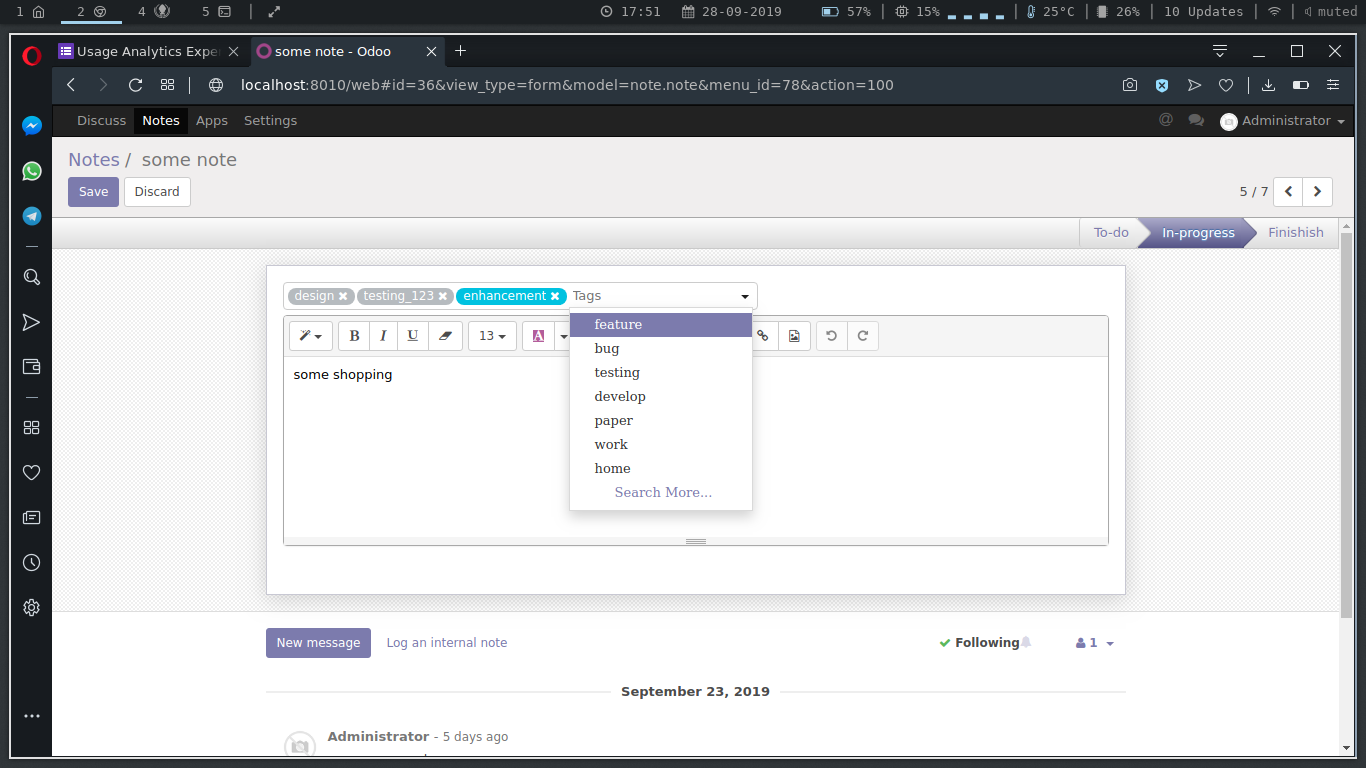 1 2 4 5 17:51 28-09-2019 57% 15% 25°C 26% 10 Updates muted
Usage Analytics Expe some note - Odoo
localhost:8010/web#id=36&view_type=form&model=note.note&menu_id=78&action=100
Discuss Notes Apps Settings @ Administrator
Notes / some note
Save Discard 5 / 7
To-do In-progress Finishish
design testing_123 enhancement Tags
B I U 13 A
feature
some shopping
bug
testing
develop
paper
work
home
Search More...
New message Log an internal note Following 1
September 23, 2019
Administrator - 5 days ago